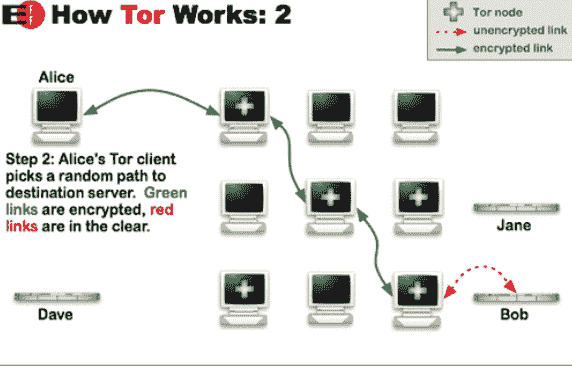 E
How Tor Works: 2
Tor node
unencrypted link
encrypted link
Alice
Step 2: Alice's Tor client
picks a random path to
destination server. Green
links are encrypted, red
links are in the clear.
Jane
Dave
Bob